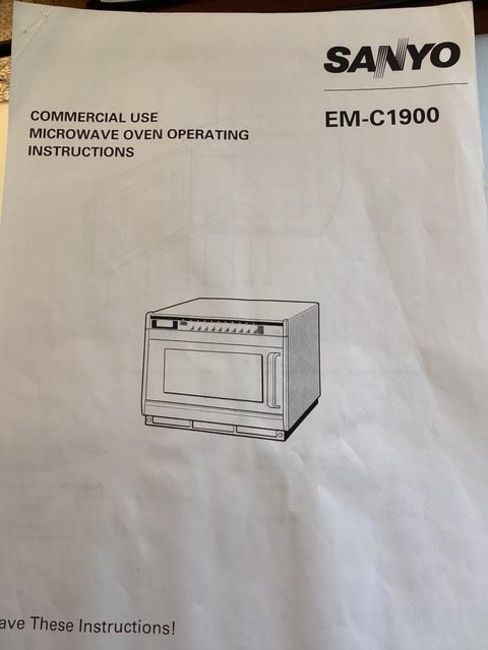 SANYO
EM-C1900
COMMERCIAL USE
MICROWAVE OVEN OPERATING
INSTRUCTIONS
ave These Instructions!